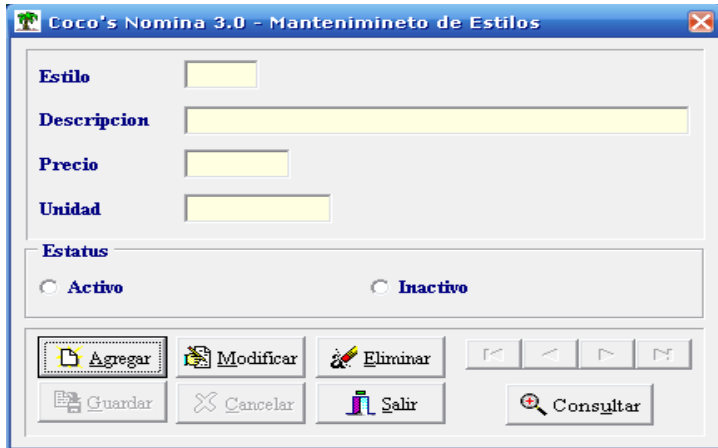 Coco's Nomina 3.0 - Mantenimineto de Estilos
Estilo
Descripcion
Precio
Unidad
Estatus
Activo Inactivo
Agregar Modificar Eliminar
Guardar Cancelar Salir Consultar